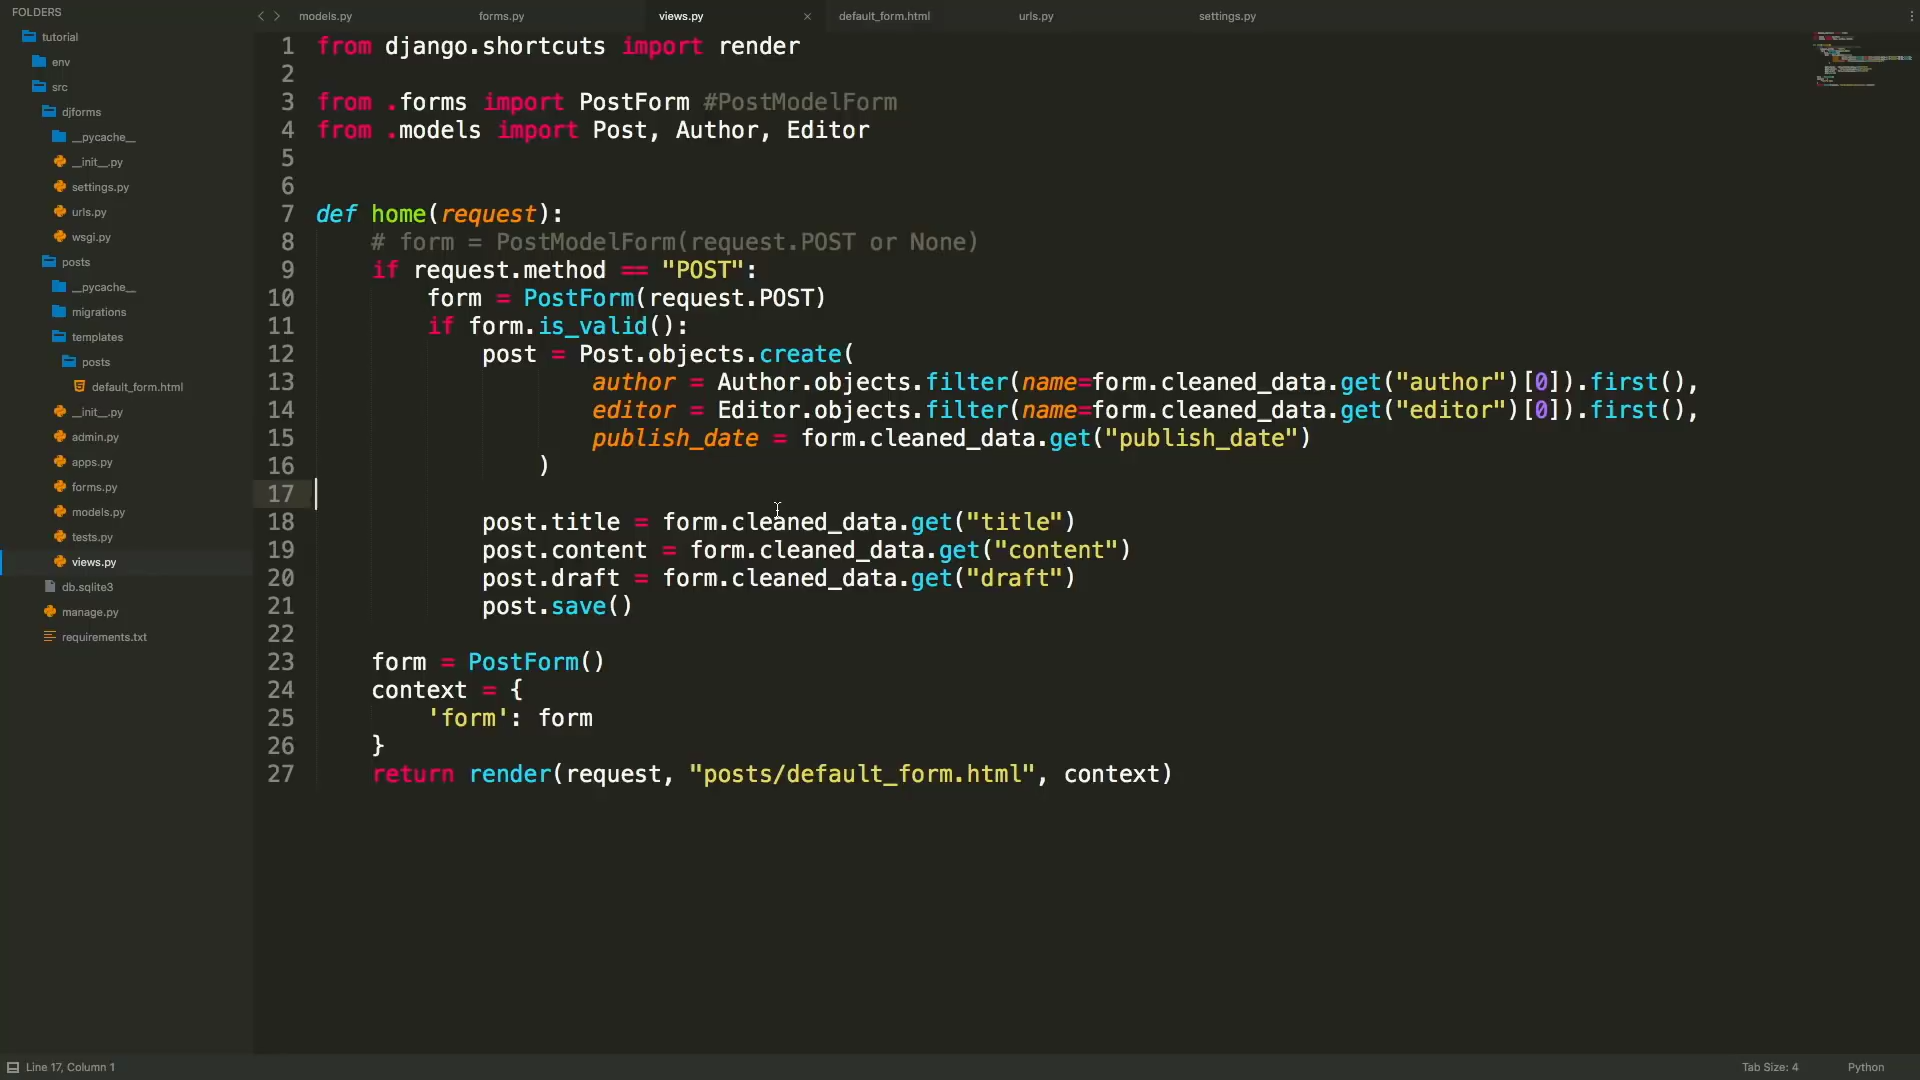 FOLDERS
tutorial
env
src
djforms
__pycache__
__init__.py
settings.py
urls.py
wsgi.py
posts
__pycache__
migrations
templates
posts
default_form.html
__init__.py
admin.py
apps.py
forms.py
models.py
tests.py
views.py
db.sqlite3
manage.py
requirements.txt
models.py forms.py views.py default_form.html urls.py settings.py
1 from django.shortcuts import render
2
3 from .forms import PostForm #PostModelForm
4 from .models import Post, Author, Editor
5
6
7 def home(request):
8     # form = PostModelForm(request.POST or None)
9     if request.method == "POST":
10         form = PostForm(request.POST)
11         if form.is_valid():
12             post = Post.objects.create(
13                     author = Author.objects.filter(name=form.cleaned_data.get("author")[0]).first(),
14                     editor = Editor.objects.filter(name=form.cleaned_data.get("editor")[0]).first(),
15                     publish_date = form.cleaned_data.get("publish_date")
16                 )
17
18             post.title = form.cleaned_data.get("title")
19             post.content = form.cleaned_data.get("content")
20             post.draft = form.cleaned_data.get("draft")
21             post.save()
22
23     form = PostForm()
24     context = {
25         'form': form
26     }
27     return render(request, "posts/default_form.html", context)
Line 17, Column 1
Tab Size: 4
Python